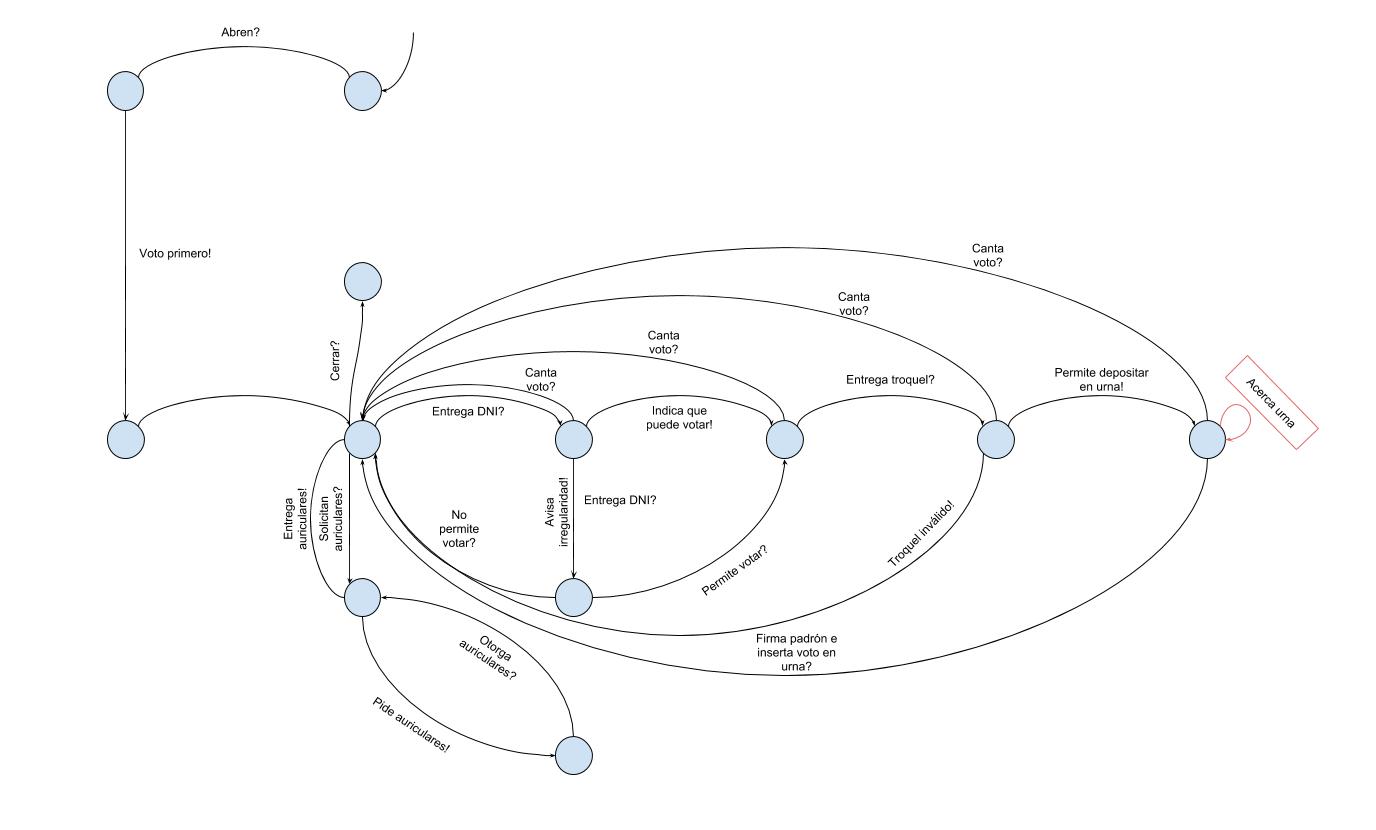 Abren?
Voto primero!
Canta
voto?
Canta
voto?
Cerrar?
Canta
voto?
Canta
voto?
Entrega DNI?
Indica que
puede votar!
Entrega troquel?
Permite depositar
en urna!
Acerca urna
Entrega
auriculares!
Solicitan
auriculares?
No
permite
votar?
Avisa
irregularidad!
Entrega DNI?
Permite votar?
Troquel inválido!
Firma padrón e
inserta voto en
urna?
Otorga
auriculares?
Pide auriculares!